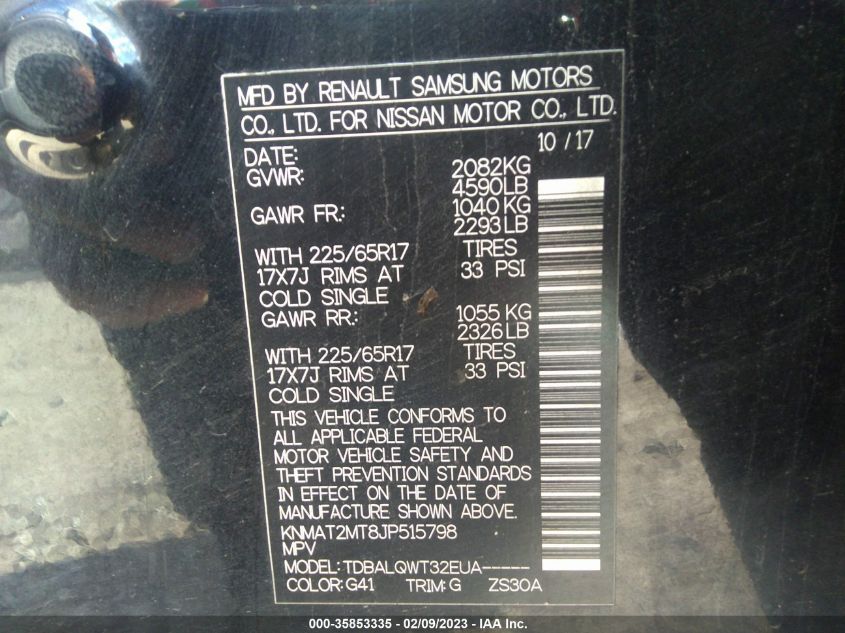 MFD BY RENAULT SAMSUNG MOTORS
CO., LTD. FOR NISSAN MOTOR CO., LTD.
DATE: 10 / 17
GVWR: 2082KG
4590LB
GAWR FR.: 1040 KG
2293 LB
WITH 225/65R17 TIRES
17X7J RIMS AT 33 PSI
COLD SINGLE
GAWR RR.: 1055 KG
2326 LB
WITH 225/65R17 TIRES
17X7J RIMS AT 33 PSI
COLD SINGLE
THIS VEHICLE CONFORMS TO
ALL APPLICABLE FEDERAL
MOTOR VEHICLE SAFETY AND
THEFT PREVENTION STANDARDS
IN EFFECT ON THE DATE OF
MANUFACTURE SHOWN ABOVE.
KNMAT2MT8JP515798
MPV
MODEL: TDBALQWT32EUA-----
COLOR: G41 TRIM: G ZS30A
000-35853335 - 02/09/2023 - IAA Inc.